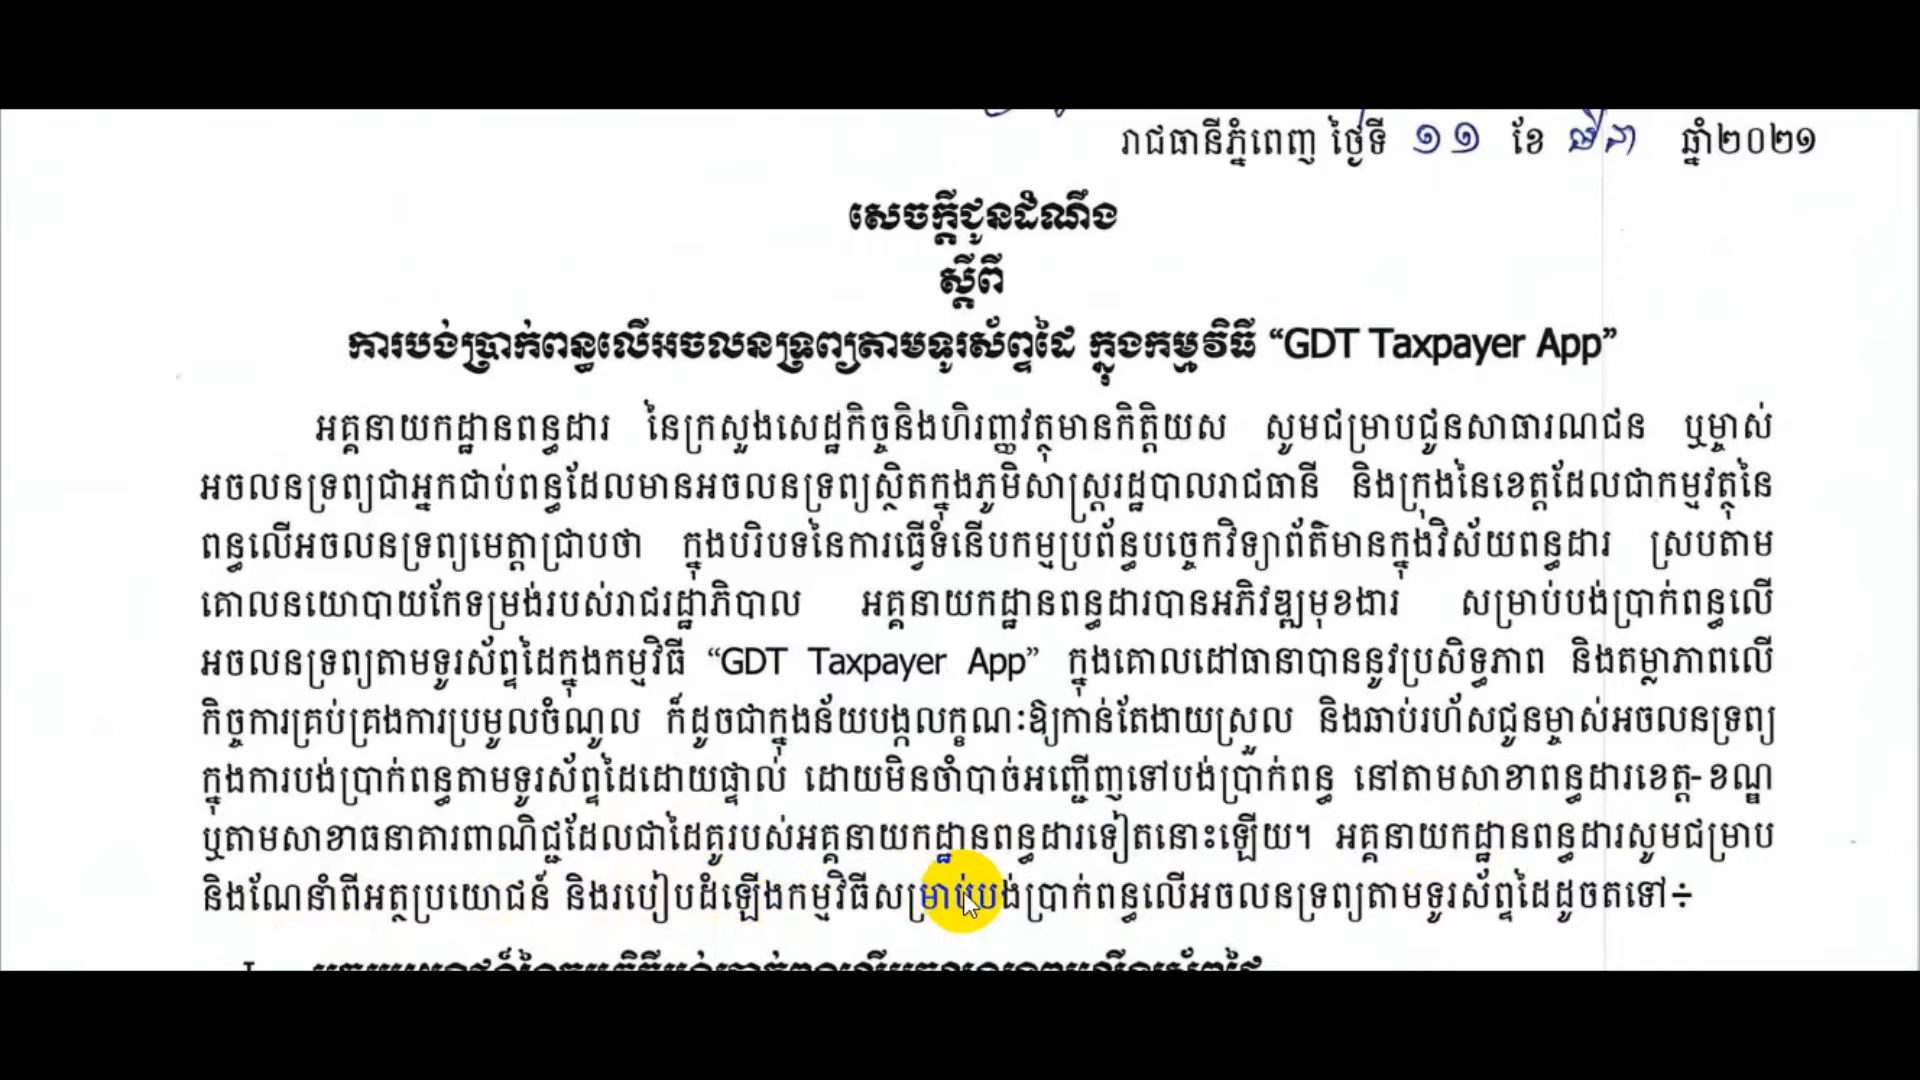 រាជធានីភ្នំពេញ ថ្ងៃទី ១១ ខែ មីនា ឆ្នាំ២០២១
សេចក្តីជូនដំណឹង
ស្តីពី
ការបង់ប្រាក់ពន្ធលើអចលនទ្រព្យតាមទូរស័ព្ទដៃ ក្នុងកម្មវិធី “GDT Taxpayer App”
អគ្គនាយកដ្ឋានពន្ធដារ នៃក្រសួងសេដ្ឋកិច្ចនិងហិរញ្ញវត្ថុមានកិត្តិយស សូមជម្រាបជូនសាធារណជន ឬម្ចាស់
អចលនទ្រព្យជាអ្នកជាប់ពន្ធដែលមានអចលនទ្រព្យស្ថិតក្នុងភូមិសាស្ត្ររដ្ឋបាលរាជធានី និងក្រុងនៃខេត្តដែលជាកម្មវត្ថុនៃ
ពន្ធលើអចលនទ្រព្យមេត្តាជ្រាបថា ក្នុងបរិបទនៃការធ្វើទំនើបកម្មប្រព័ន្ធបច្ចេកវិទ្យាព័ត៌មានក្នុងវិស័យពន្ធដារ ស្របតាម
គោលនយោបាយកែទម្រង់របស់រាជរដ្ឋាភិបាល អគ្គនាយកដ្ឋានពន្ធដារបានអភិវឌ្ឍមុខងារ សម្រាប់បង់ប្រាក់ពន្ធលើ
អចលនទ្រព្យតាមទូរស័ព្ទដៃក្នុងកម្មវិធី “GDT Taxpayer App” ក្នុងគោលដៅធានាបាននូវប្រសិទ្ធភាព និងតម្លាភាពលើ
កិច្ចការគ្រប់គ្រងការប្រមូលចំណូល ក៏ដូចជាក្នុងន័យបង្កលក្ខណៈឱ្យកាន់តែងាយស្រួល និងឆាប់រហ័សជូនម្ចាស់អចលនទ្រព្យ
ក្នុងការបង់ប្រាក់ពន្ធតាមទូរស័ព្ទដៃដោយផ្ទាល់ ដោយមិនចាំបាច់អញ្ជើញទៅបង់ប្រាក់ពន្ធ នៅតាមសាខាពន្ធដារខេត្ត-ខណ្ឌ
ឬតាមសាខាធនាគារពាណិជ្ជដែលជាដៃគូរបស់អគ្គនាយកដ្ឋានពន្ធដារទៀតនោះឡើយ។ អគ្គនាយកដ្ឋានពន្ធដារសូមជម្រាប
និងណែនាំពីអត្ថប្រយោជន៍ និងរបៀបដំឡើងកម្មវិធីសម្រាប់បង់ប្រាក់ពន្ធលើអចលនទ្រព្យតាមទូរស័ព្ទដៃដូចតទៅ៖